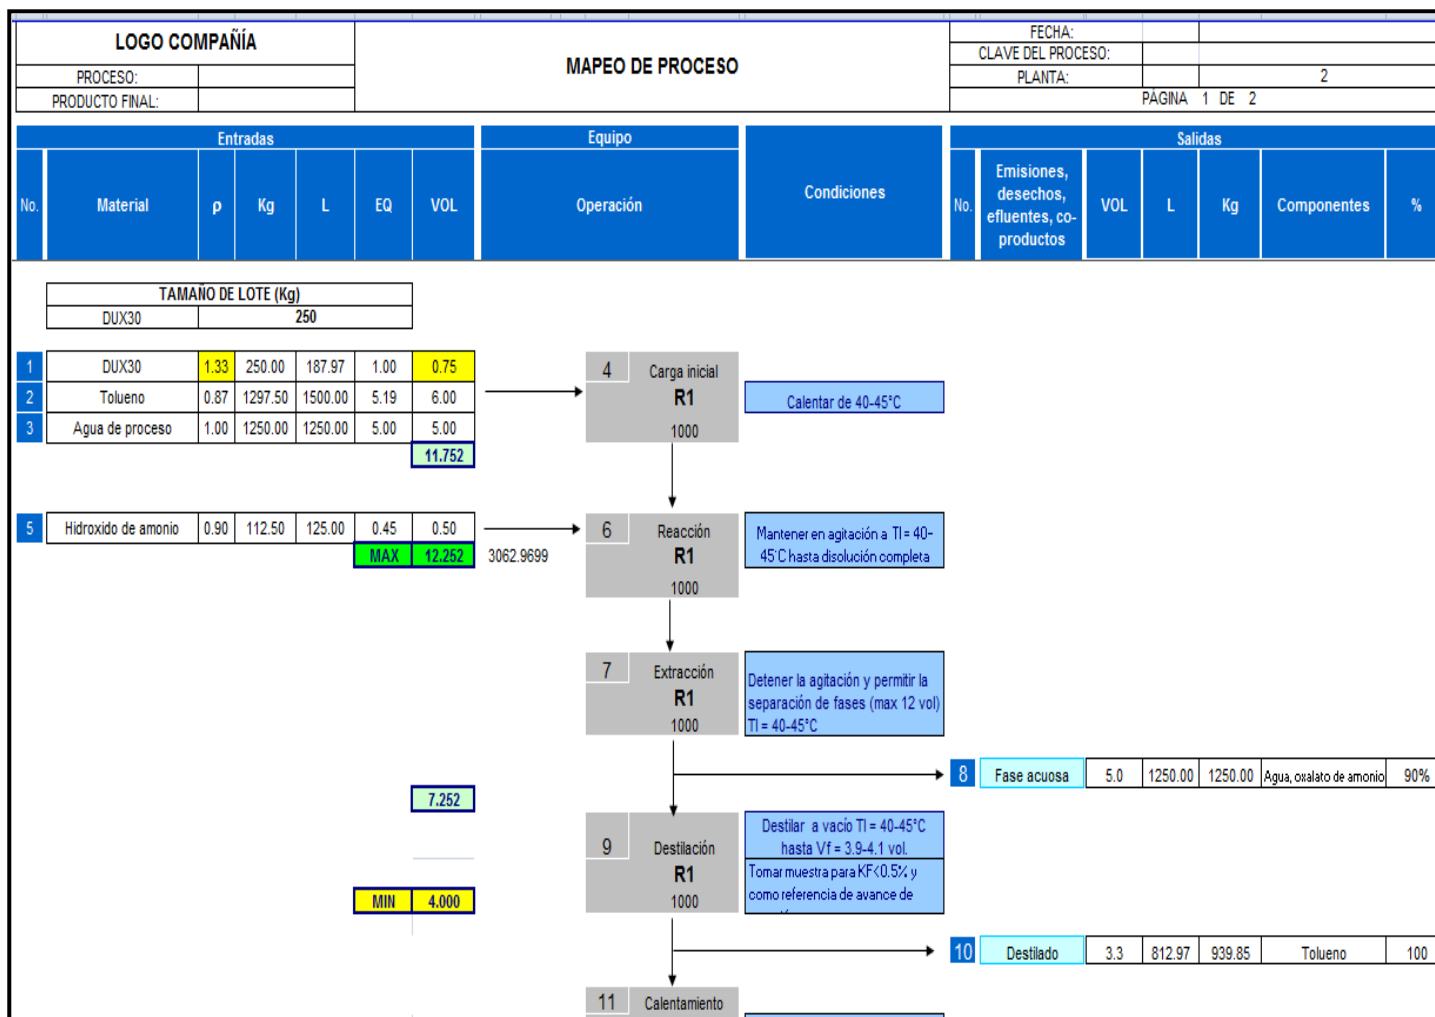 LOGO COMPAÑÍA
PROCESO:
PRODUCTO FINAL:
MAPEO DE PROCESO
FECHA:
CLAVE DEL PROCESO:
PLANTA: 2
PÁGINA 1 DE 2
Entradas Equipo Salidas
No. Material ρ Kg L EQ VOL Operación Condiciones No. Emisiones, desechos, efluentes, co-productos VOL L Kg Componentes %
TAMAÑO DE LOTE (Kg)
DUX30 250
1 DUX30 1.33 250.00 187.97 1.00 0.75
2 Tolueno 0.87 1297.50 1500.00 5.19 6.00
3 Agua de proceso 1.00 1250.00 1250.00 5.00 5.00
11.752
4 Carga inicial
R1
1000
Calentar de 40-45°C
5 Hidroxido de amonio 0.90 112.50 125.00 0.45 0.50
MAX 12.252 3062.9699
6 Reacción
R1
1000
Mantener en agitación a TI = 40-
45°C hasta disolución completa
7 Extracción
R1
1000
Detener la agitación y permitir la
separación de fases (max 12 vol)
TI = 40-45°C
8 Fase acuosa 5.0 1250.00 1250.00 Agua, oxalato de amonio 90%
7.252
9 Destilación
R1
1000
Destilar a vacío TI = 40-45°C
hasta Vf = 3.9-4.1 vol.
Tomar muestra para KF<0.5% y
como referencia de avance de
MIN 4.000
10 Destilado 3.3 812.97 939.85 Tolueno 100
11 Calentamiento